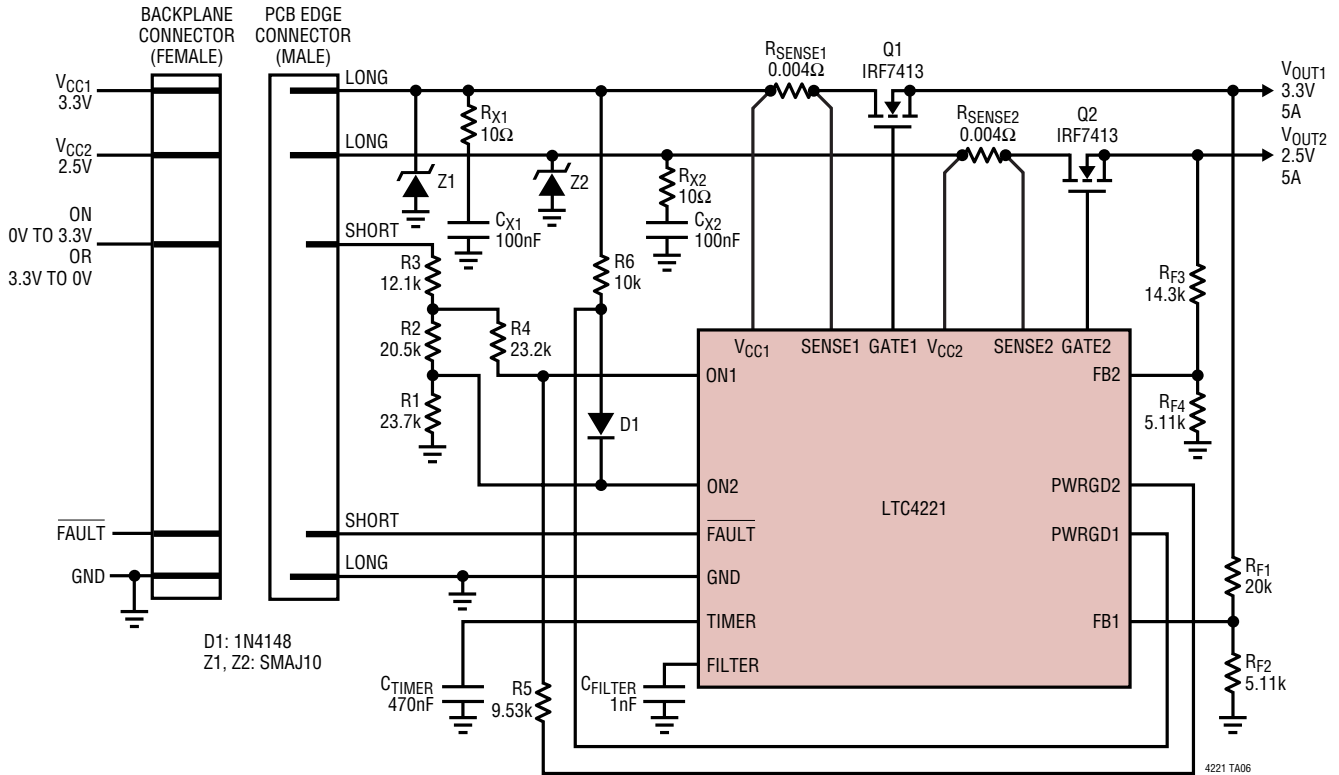 BACKPLANE
CONNECTOR
(FEMALE)
PCB EDGE
CONNECTOR
(MALE)
VCC1
3.3V
VCC2
2.5V
ON
0V TO 3.3V
OR
3.3V TO 0V
FAULT
GND
LONG
LONG
SHORT
SHORT
LONG
Z1
RX1
10Ω
CX1
100nF
Z2
RX2
10Ω
CX2
100nF
RSENSE1
0.004Ω
Q1
IRF7413
RSENSE2
0.004Ω
Q2
IRF7413
VOUT1
3.3V
5A
VOUT2
2.5V
5A
R3
12.1k
R2
20.5k
R1
23.7k
R4
23.2k
R6
10k
D1
RF3
14.3k
RF4
5.11k
RF1
20k
RF2
5.11k
VCC1
SENSE1
GATE1
VCC2
SENSE2
GATE2
ON1
ON2
FAULT
GND
TIMER
FILTER
LTC4221
FB2
PWRGD2
PWRGD1
FB1
D1: 1N4148
Z1, Z2: SMAJ10
CTIMER
470nF
R5
9.53k
CFILTER
1nF
4221 TA06